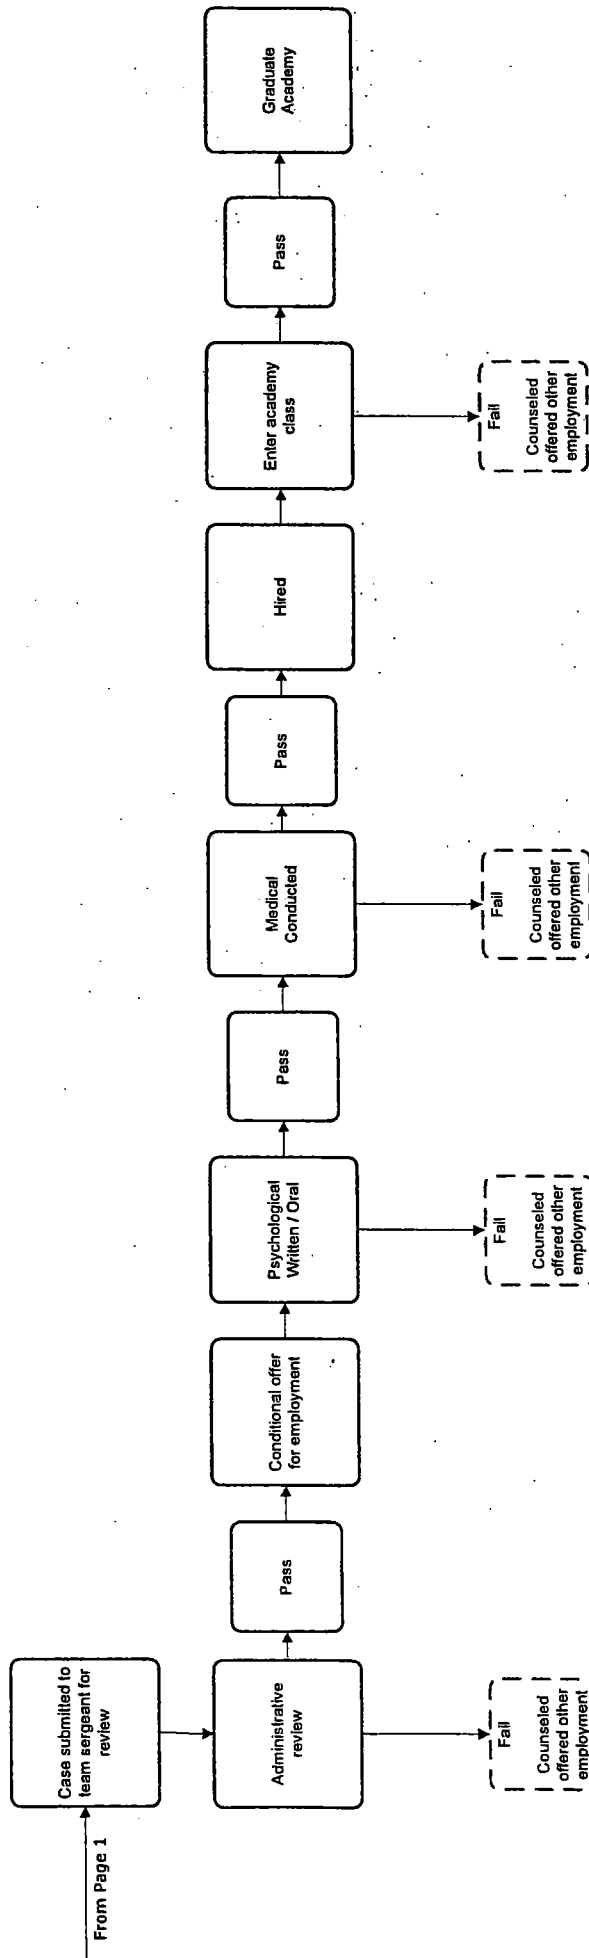 From Page 1
Case submitted to
team sergeant for
review
Administrative
review
Fail
Counseled
offered other
employment
Pass
Conditional offer
for employment
Psychological
Written / Oral
Fail
Counseled
offered other
employment
Pass
Medical
Conducted
Fail
Counseled
offered other
employment
Pass
Hired
Enter academy
class
Fail
Counseled
offered other
employment
Pass
Graduate
Academy